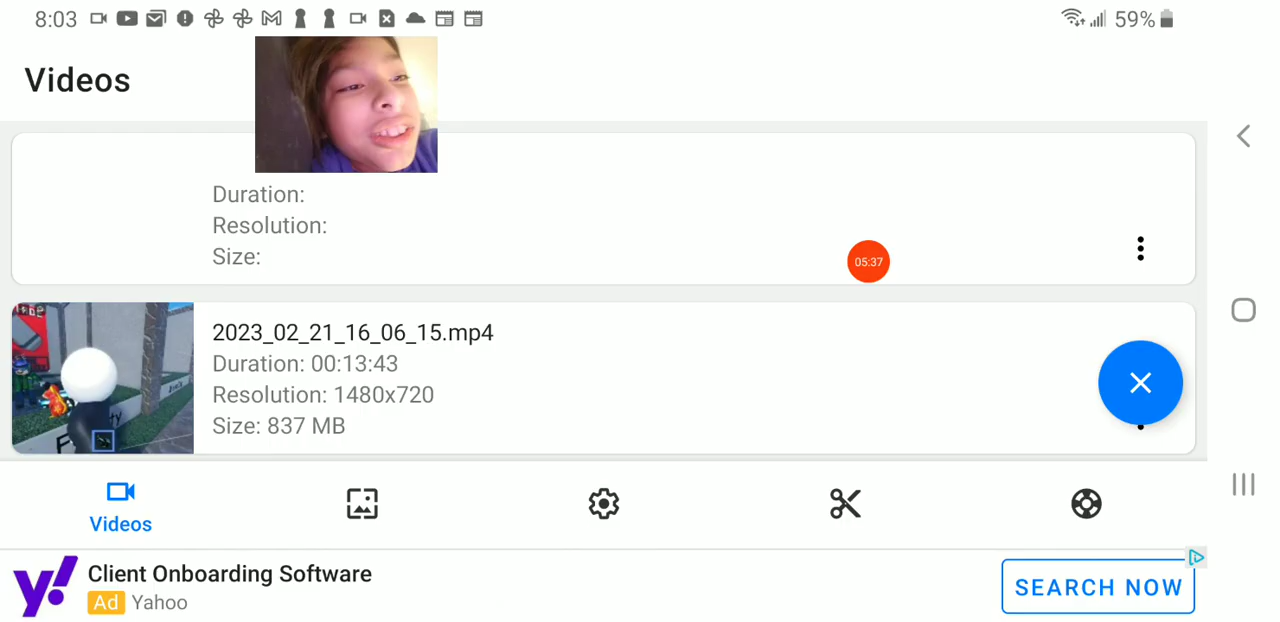 8:03
59%
Videos
Duration:
Resolution:
Size:
05:37
2023_02_21_16_06_15.mp4
Duration: 00:13:43
Resolution: 1480x720
Size: 837 MB
Videos
y!
Client Onboarding Software
Ad Yahoo
SEARCH NOW